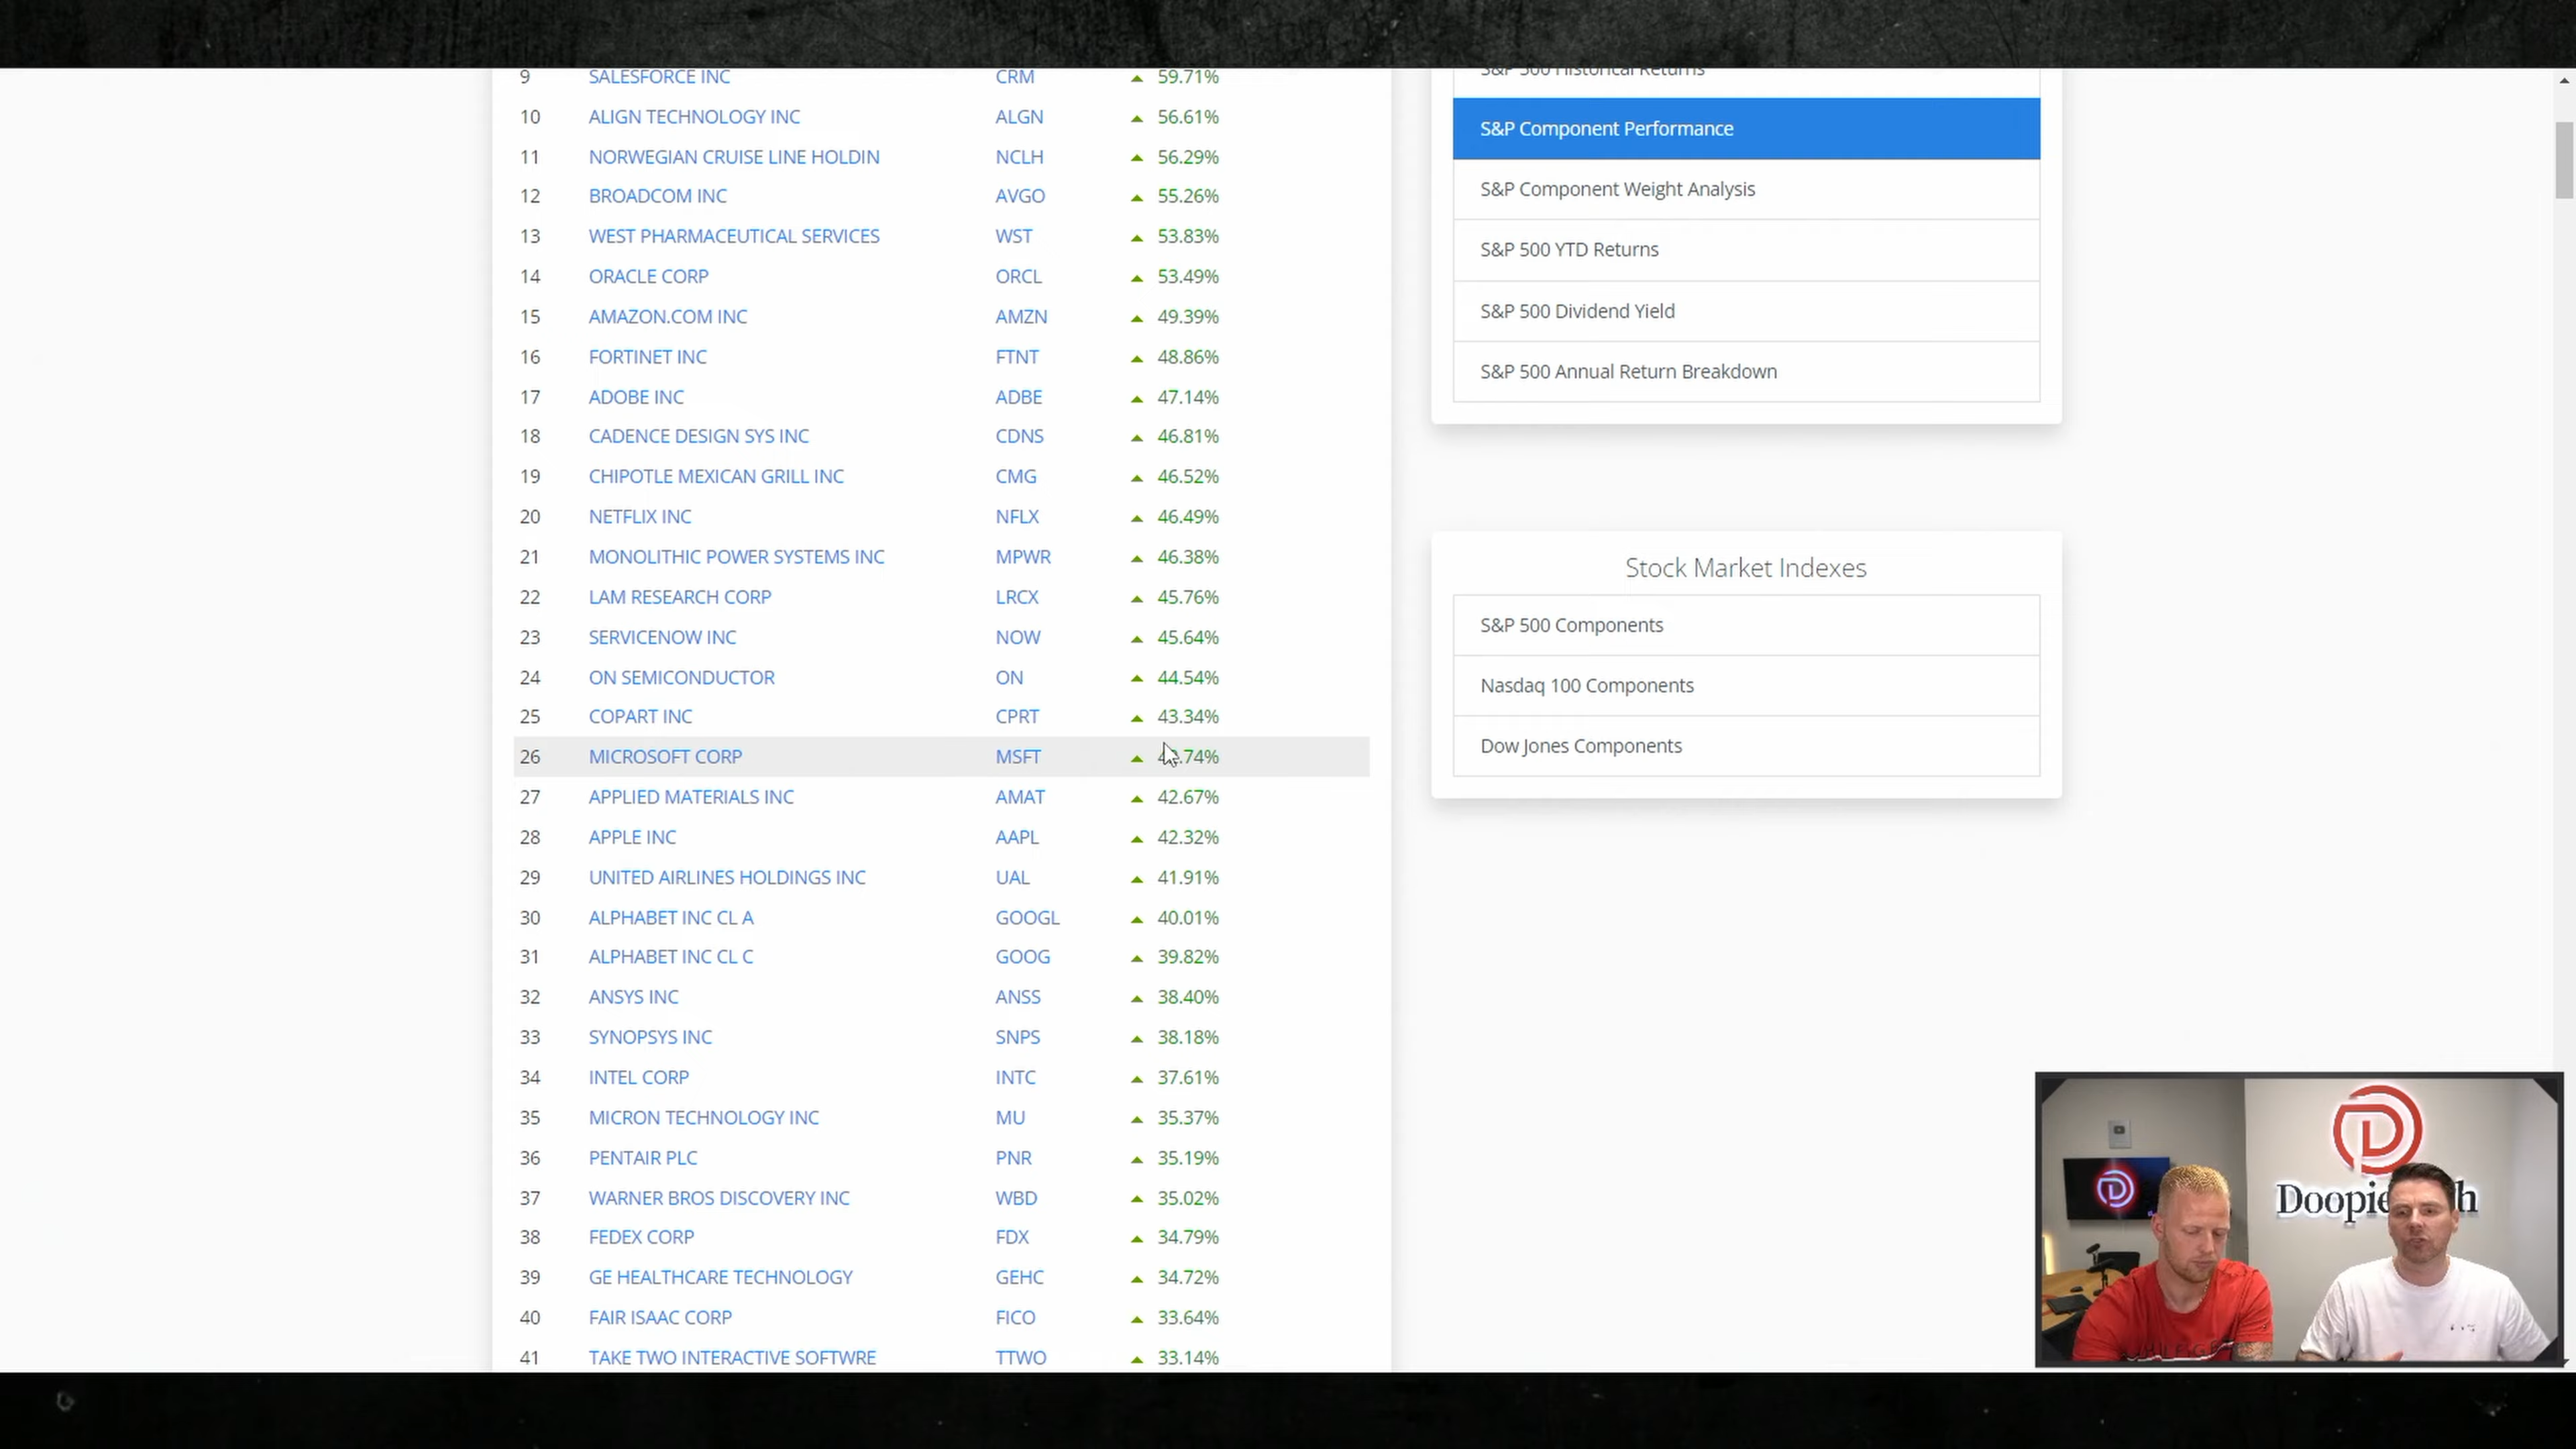 9 SALESFORCE INC CRM 59.71%
10 ALIGN TECHNOLOGY INC ALGN 56.61%
11 NORWEGIAN CRUISE LINE HOLDIN NCLH 56.29%
12 BROADCOM INC AVGO 55.26%
13 WEST PHARMACEUTICAL SERVICES WST 53.83%
14 ORACLE CORP ORCL 53.49%
15 AMAZON.COM INC AMZN 49.39%
16 FORTINET INC FTNT 48.86%
17 ADOBE INC ADBE 47.14%
18 CADENCE DESIGN SYS INC CDNS 46.81%
19 CHIPOTLE MEXICAN GRILL INC CMG 46.52%
20 NETFLIX INC NFLX 46.49%
21 MONOLITHIC POWER SYSTEMS INC MPWR 46.38%
22 LAM RESEARCH CORP LRCX 45.76%
23 SERVICENOW INC NOW 45.64%
24 ON SEMICONDUCTOR ON 44.54%
25 COPART INC CPRT 43.34%
26 MICROSOFT CORP MSFT
27 APPLIED MATERIALS INC AMAT 42.67%
28 APPLE INC AAPL 42.32%
29 UNITED AIRLINES HOLDINGS INC UAL 41.91%
30 ALPHABET INC CL A GOOGL 40.01%
31 ALPHABET INC CL C GOOG 39.82%
32 ANSYS INC ANSS 38.40%
33 SYNOPSYS INC SNPS 38.18%
34 INTEL CORP INTC 37.61%
35 MICRON TECHNOLOGY INC MU 35.37%
36 PENTAIR PLC PNR 35.19%
37 WARNER BROS DISCOVERY INC WBD 35.02%
38 FEDEX CORP FDX 34.79%
39 GE HEALTHCARE TECHNOLOGY GEHC 34.72%
40 FAIR ISAAC CORP FICO 33.64%
41 TAKE TWO INTERACTIVE SOFTWRE TTWO 33.14%
S&P 500 Historical Returns
S&P Component Performance
S&P Component Weight Analysis
S&P 500 YTD Returns
S&P 500 Dividend Yield
S&P 500 Annual Return Breakdown
Stock Market Indexes
S&P 500 Components
Nasdaq 100 Components
Dow Jones Components